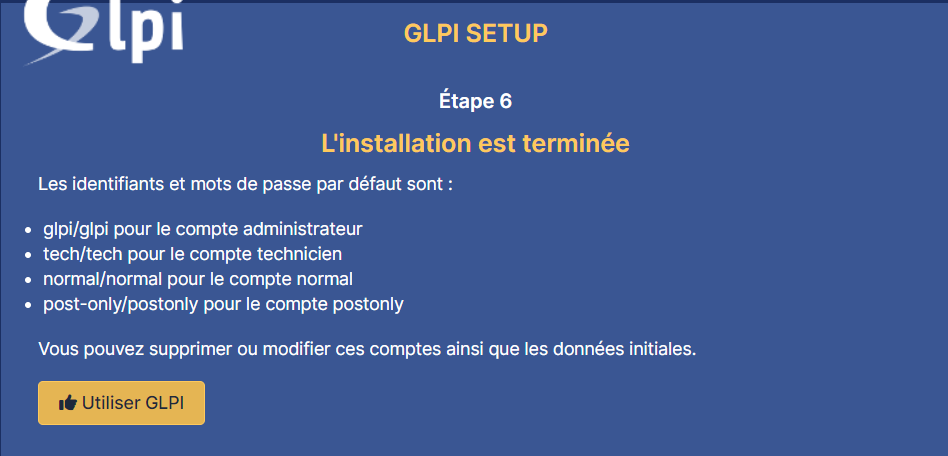 Glpi
GLPI SETUP
Étape 6
L'installation est terminée
Les identifiants et mots de passe par défaut sont :
glpi/glpi pour le compte administrateur
tech/tech pour le compte technicien
normal/normal pour le compte normal
post-only/postonly pour le compte postonly
Vous pouvez supprimer ou modifier ces comptes ainsi que les données initiales.
Utiliser GLPI